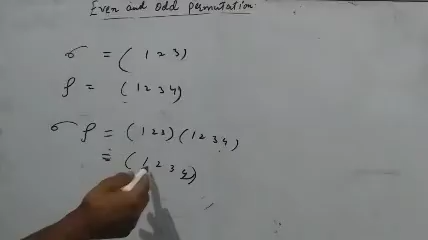 Even and odd permutation
σ = (1 2 3)
ρ = (1 2 3 4)
σ ρ = (1 2 3) (1 2 3 4)
= (1 2 3 4)